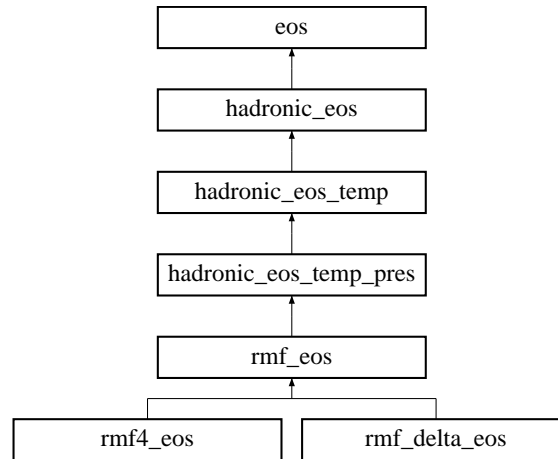 eos
hadronic_eos
hadronic_eos_temp
hadronic_eos_temp_pres
rmf_eos
rmf4_eos
rmf_delta_eos